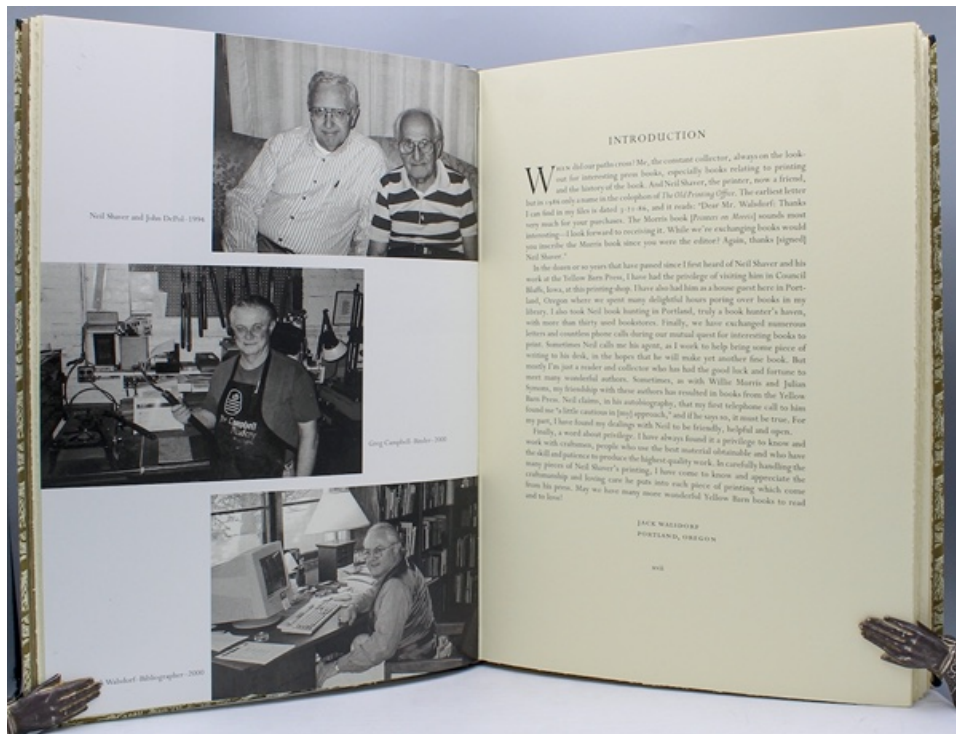 Neil Shaver and John DePol · 1994
Greg Campbell · Binder · 2001
Campbell
Walsdorf · Bibliographer · 2000
INTRODUCTION
When did our paths cross? Me, the constant collector, always on the look-
out for interesting press books, especially books relating to printing
and the history of the book. And Neil Shaver, the printer, now a friend,
but in 1986 only a name in the colophon of The Old Printing Office. The earliest letter
I can find in my files is dated 3-11-86, and it reads: "Dear Mr. Walsdorf: Thanks
very much for your purchases. The Morris book [Printers on Morris] sounds most
interesting—I look forward to receiving it. While we're exchanging books would
you inscribe the Morris book since you were the editor? Again, thanks [signed]
Neil Shaver."
In the dozen or so years that have passed since I first heard of Neil Shaver and his
work at the Yellow Barn Press, I have had the privilege of visiting him in Council
Bluffs, Iowa, at this printing shop. I have also had him as a house guest here in Port-
land, Oregon where we spent many delightful hours poring over books in my
library. I also took Neil book hunting in Portland, truly a book hunter's haven,
with more than thirty used bookstores. Finally, we have exchanged numerous
letters and countless phone calls during our mutual quest for interesting books to
print. Sometimes Neil calls me his agent, as I work to help bring some piece of
writing to his desk, in the hopes that he will make yet another fine book. But
mostly I'm just a reader and collector who has had the good luck and fortune to
meet many wonderful authors. Sometimes, as with Willie Morris and Julian
Symons, my friendship with these authors has resulted in books from the Yellow
Barn Press. Neil claims, in his autobiography, that my first telephone call to him
found me "a little cautious in [my] approach," and if he says so, it must be true. For
my part, I have found my dealings with Neil to be friendly, helpful and open.
Finally, a word about privilege. I have always found it a privilege to know and
work with craftsmen, people who use the best material obtainable and who have
the skill and patience to produce the highest quality work. In carefully handling the
many pieces of Neil Shaver's printing, I have come to know and appreciate the
craftsmanship and loving care he puts into each piece of printing which come
from his press. May we have many more wonderful Yellow Barn books to read
and to love!
JACK WALSDORF
PORTLAND, OREGON